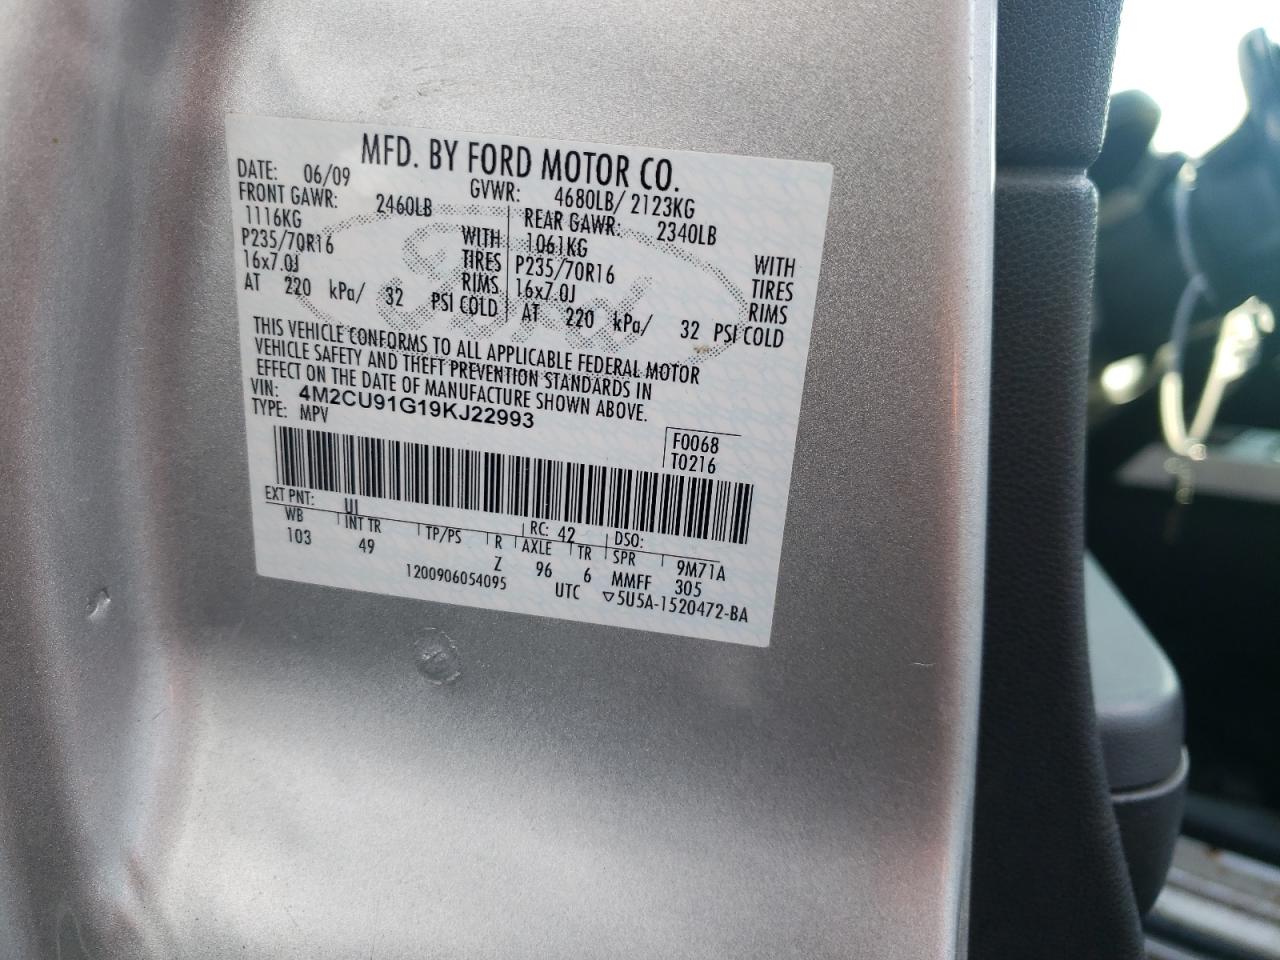 MFD. BY FORD MOTOR CO.
DATE: 06/09 GVWR: 4680LB/ 2123KG
FRONT GAWR: 2460LB REAR GAWR: 2340LB
1116KG WITH 1061KG WITH
P235/70R16 TIRES P235/70R16 TIRES
16x7.0J RIMS 16x7.0J RIMS
AT 220 kPa/ 32 PSI COLD AT 220 kPa/ 32 PSI COLD
THIS VEHICLE CONFORMS TO ALL APPLICABLE FEDERAL MOTOR
VEHICLE SAFETY AND THEFT PREVENTION STANDARDS IN
EFFECT ON THE DATE OF MANUFACTURE SHOWN ABOVE.
VIN: 4M2CU91G19KJ22993
TYPE: MPV
F0068
T0216
EXT PNT: UI RC: 42 DSO:
WB INT TR TP/PS R AXLE TR SPR 9M71A
103 49 Z 96 6 MMFF 305
1200906054095 UTC ▽5U5A-1520472-BA